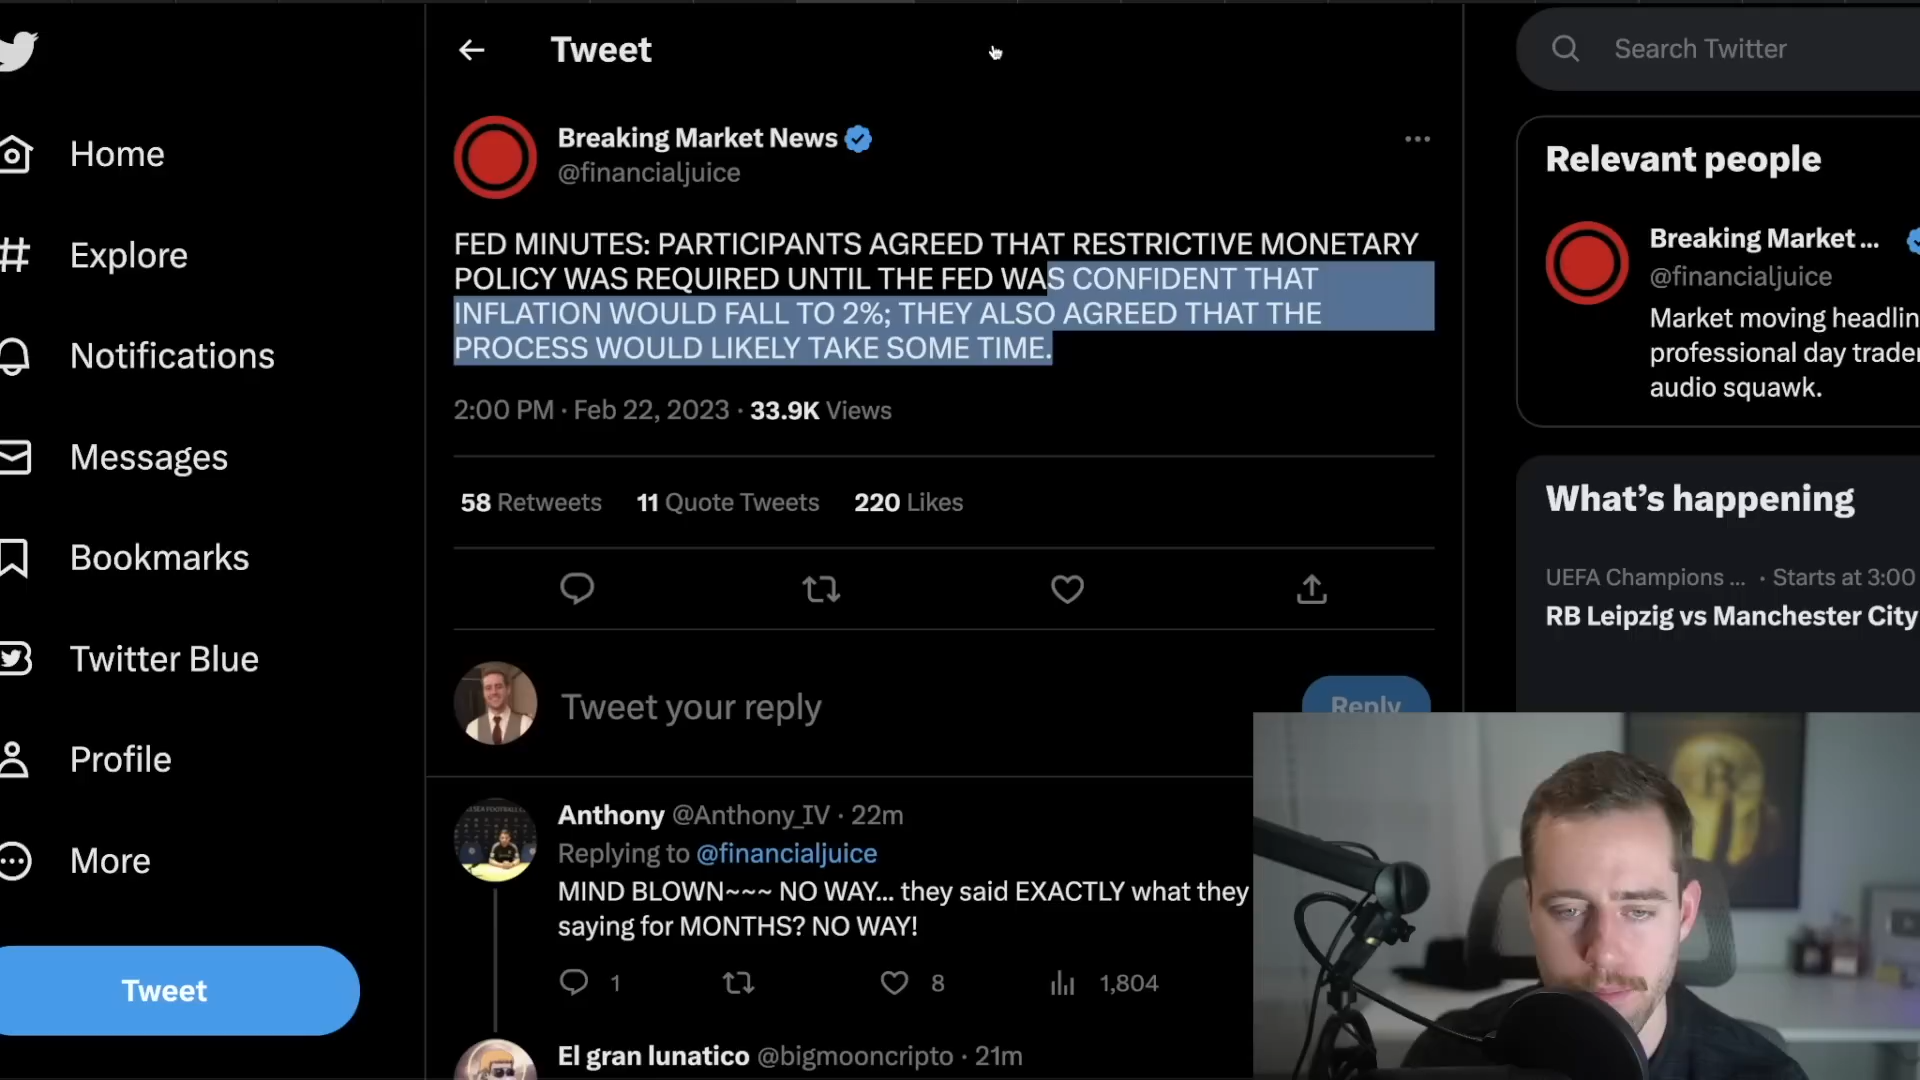 Tweet
Search Twitter
Home
Explore
Notifications
Messages
Bookmarks
Twitter Blue
Profile
More
Tweet
Breaking Market News
@financialjuice
FED MINUTES: PARTICIPANTS AGREED THAT RESTRICTIVE MONETARY
POLICY WAS REQUIRED UNTIL THE FED WAS CONFIDENT THAT
INFLATION WOULD FALL TO 2%; THEY ALSO AGREED THAT THE
PROCESS WOULD LIKELY TAKE SOME TIME.
2:00 PM · Feb 22, 2023 · 33.9K Views
58 Retweets 11 Quote Tweets 220 Likes
Tweet your reply
Reply
Anthony @Anthony_IV · 22m
Replying to @financialjuice
MIND BLOWN~~~ NO WAY... they said EXACTLY what they
saying for MONTHS? NO WAY!
1 8 1,804
El gran lunatico @bigmooncripto · 21m
Relevant people
Breaking Market ...
@financialjuice
Market moving headlin
professional day trader
audio squawk.
What's happening
UEFA Champions ... · Starts at 3:00
RB Leipzig vs Manchester City